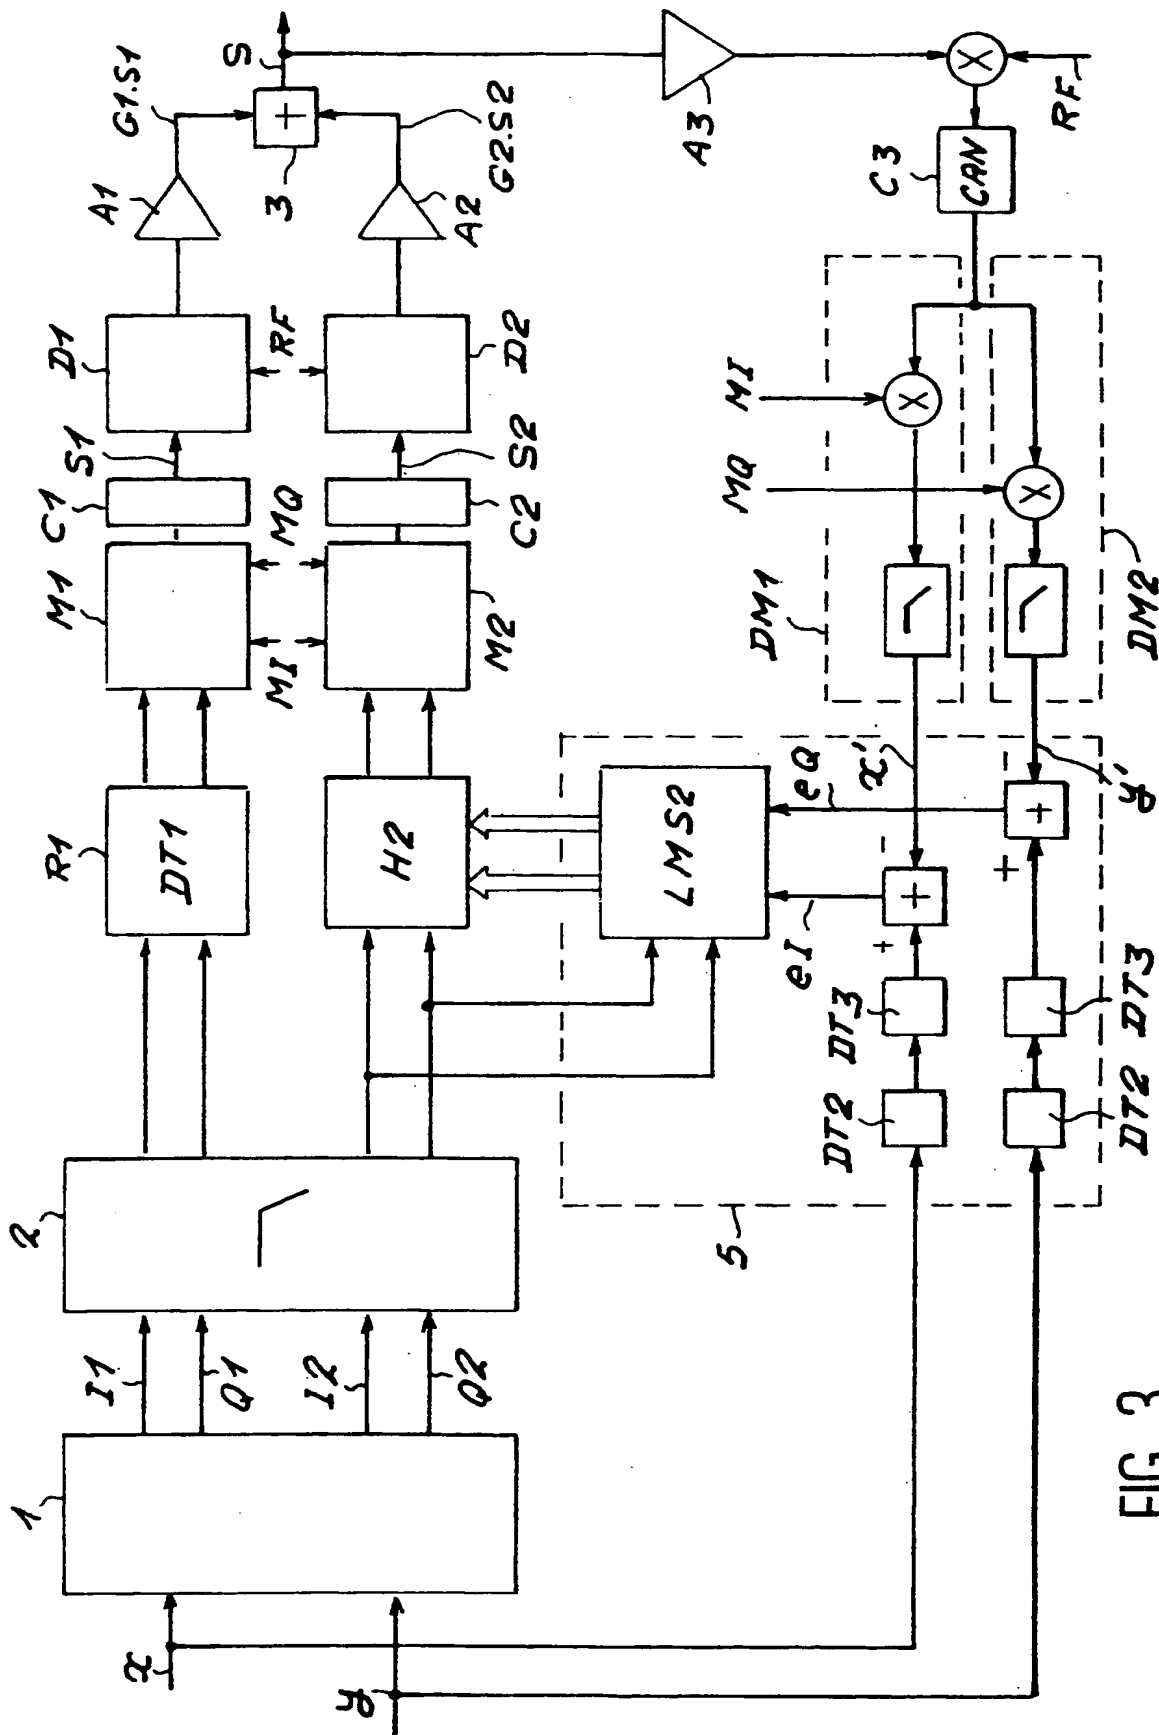 x
y
1
I1
Q1
I2
Q2
2
R1
DT1
H2
M1
MI
M2
C1
MQ
C2
S1
S2
D1
RF
D2
A1
A2
G1.S1
G2.S2
+
3
S
A3
X
RF
C3
CAN
MI
MQ
X
X
DM1
DM2
LMS2
eI
eQ
x'
y'
-
-
+
+
+
+
DT3
DT2
DT3
DT2
5
FIG_3